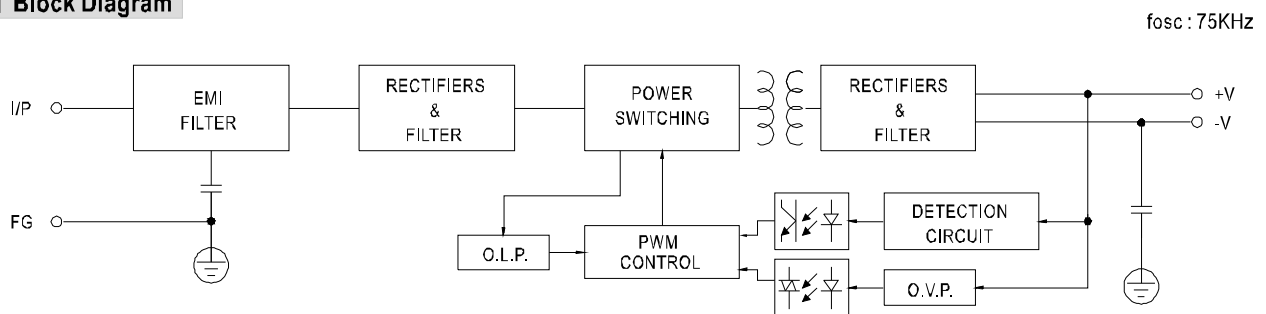 Block Diagram
fosc : 75KHz
I/P
EMI
FILTER
RECTIFIERS
&
FILTER
POWER
SWITCHING
RECTIFIERS
&
FILTER
+V
-V
FG
O.L.P.
PWM
CONTROL
DETECTION
CIRCUIT
O.V.P.